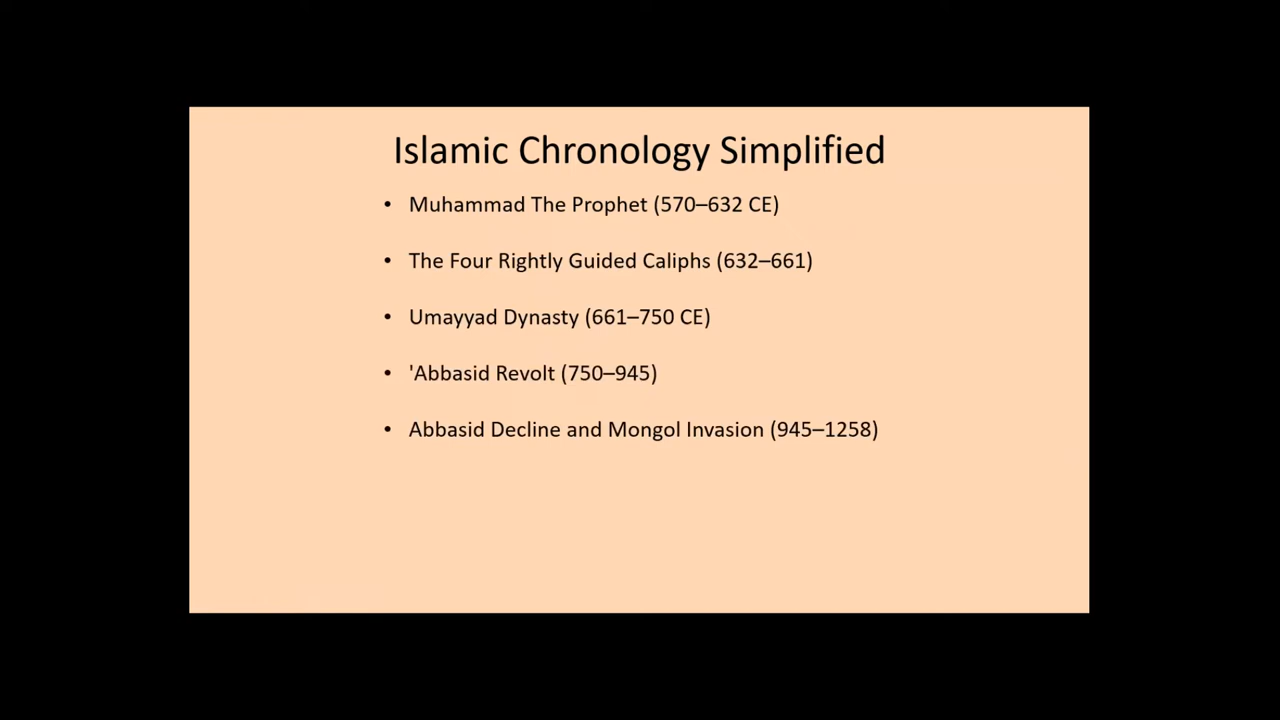 Islamic Chronology Simplified
• Muhammad The Prophet (570–632 CE)
• The Four Rightly Guided Caliphs (632–661)
• Umayyad Dynasty (661–750 CE)
• 'Abbasid Revolt (750–945)
• Abbasid Decline and Mongol Invasion (945–1258)